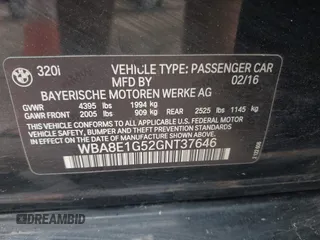 320i VEHICLE TYPE: PASSENGER CAR
02/16
BAYERISCHE MOTOREN WERKE AG
GVWR 4395 lbs 1994 kg
GAWR FRONT 2005 lbs 909 kg REAR 2525 lbs 1145 kg
THIS VEHICLE CONFORMS TO ALL APPLICABLE FEDERAL
MOTOR VEHICLE SAFETY, BUMPER, AND THEFT PREVENTION
STANDARDS IN EFFECT ON THE DATE OF MANUFACTURE SHOWN ABOVE.
WBA8E1G52GNT37646
DREAMBID